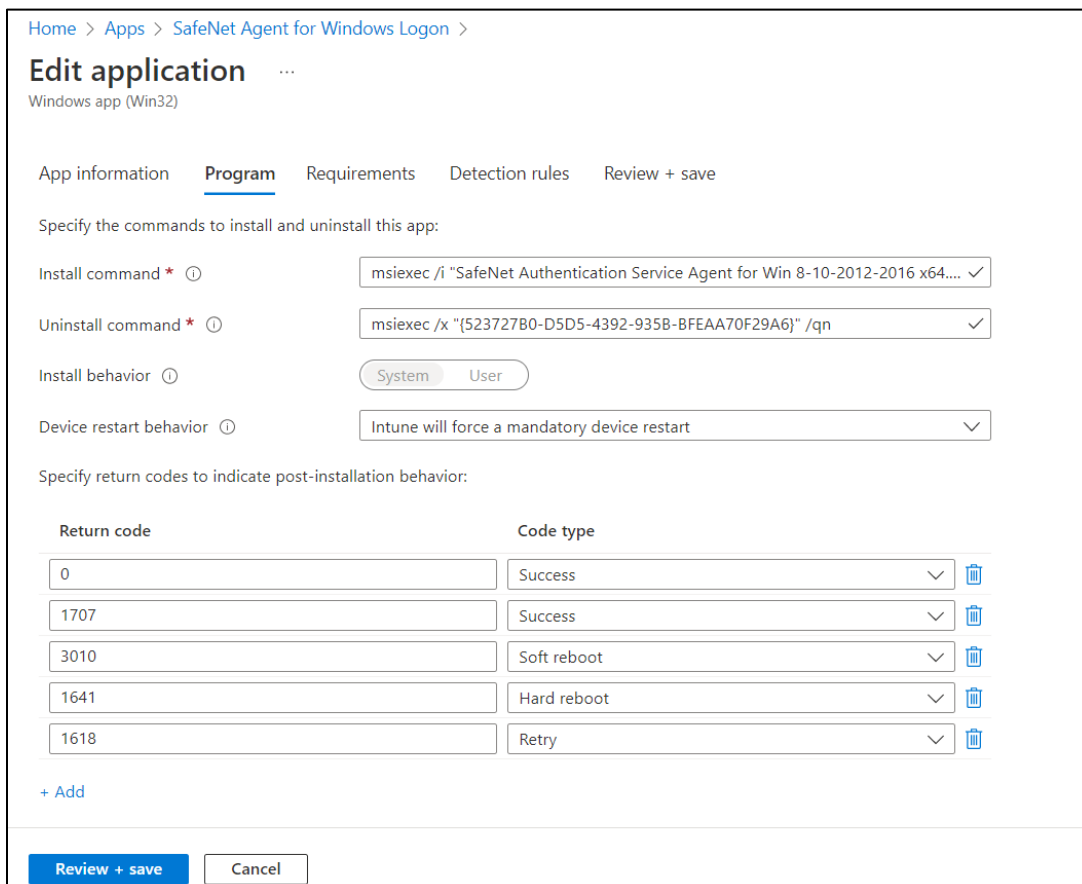 Home > Apps > SafeNet Agent for Windows Logon >
Edit application ...
Windows app (Win32)
App information Program Requirements Detection rules Review + save
Specify the commands to install and uninstall this app:
Install command * msiexec /i "SafeNet Authentication Service Agent for Win 8-10-2012-2016 x64....
Uninstall command * msiexec /x "{523727B0-D5D5-4392-935B-BFEAA70F29A6}" /qn
Install behavior System User
Device restart behavior Intune will force a mandatory device restart
Specify return codes to indicate post-installation behavior:
Return code Code type
0 Success
1707 Success
3010 Soft reboot
1641 Hard reboot
1618 Retry
+ Add
Review + save Cancel